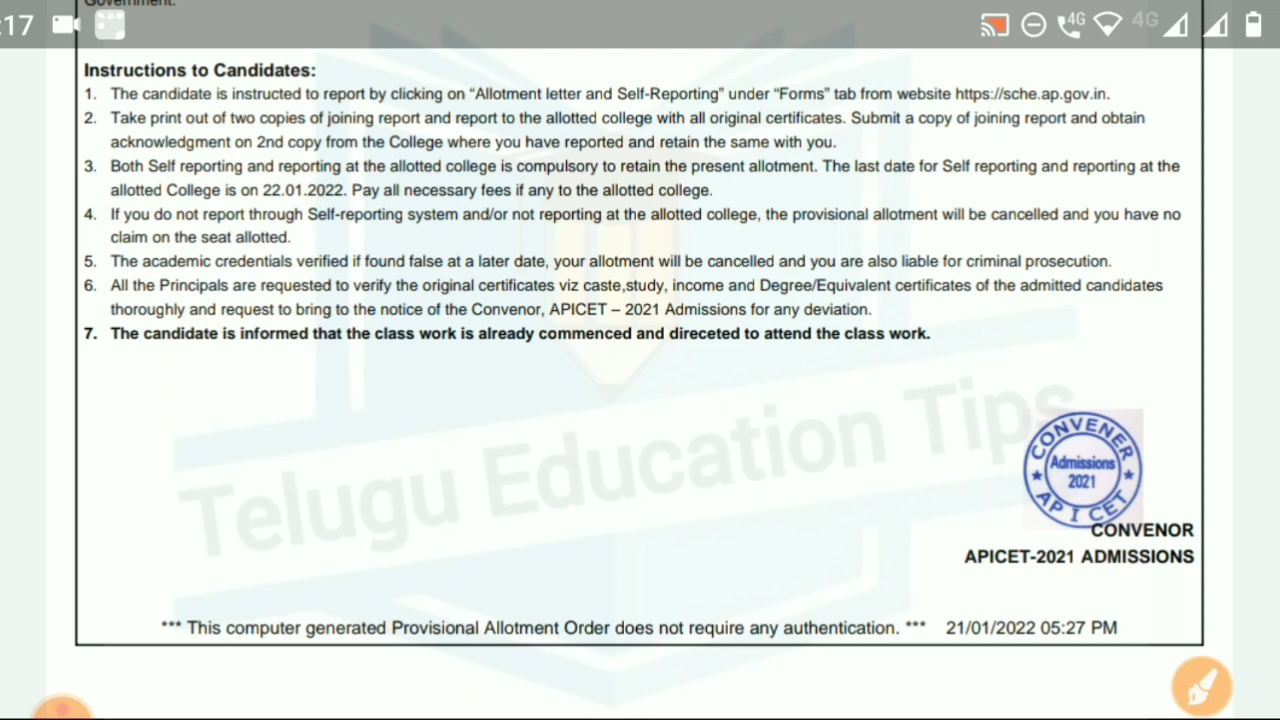 Government.
:17
4G
4G
Instructions to Candidates:
1. The candidate is instructed to report by clicking on “Allotment letter and Self-Reporting” under “Forms” tab from website https://sche.ap.gov.in.
2. Take print out of two copies of joining report and report to the allotted college with all original certificates. Submit a copy of joining report and obtain
acknowledgment on 2nd copy from the College where you have reported and retain the same with you.
3. Both Self reporting and reporting at the allotted college is compulsory to retain the present allotment. The last date for Self reporting and reporting at the
allotted College is on 22.01.2022. Pay all necessary fees if any to the allotted college.
4. If you do not report through Self-reporting system and/or not reporting at the allotted college, the provisional allotment will be cancelled and you have no
claim on the seat allotted.
5. The academic credentials verified if found false at a later date, your allotment will be cancelled and you are also liable for criminal prosecution.
6. All the Principals are requested to verify the original certificates viz caste,study, income and Degree/Equivalent certificates of the admitted candidates
thoroughly and request to bring to the notice of the Convenor, APICET – 2021 Admissions for any deviation.
7. The candidate is informed that the class work is already commenced and direceted to attend the class work.
Telugu Education Tips
CONVENER
Admissions
2021
AP ICET
CONVENOR
APICET-2021 ADMISSIONS
*** This computer generated Provisional Allotment Order does not require any authentication. *** 21/01/2022 05:27 PM